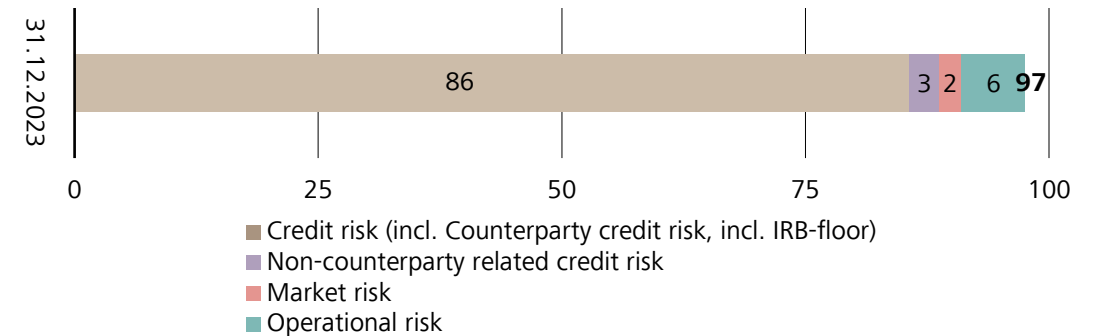 31.12.2023
86 3 2 6 97
0 25 50 75 100
Credit risk (incl. Counterparty credit risk, incl. IRB-floor)
Non-counterparty related credit risk
Market risk
Operational risk